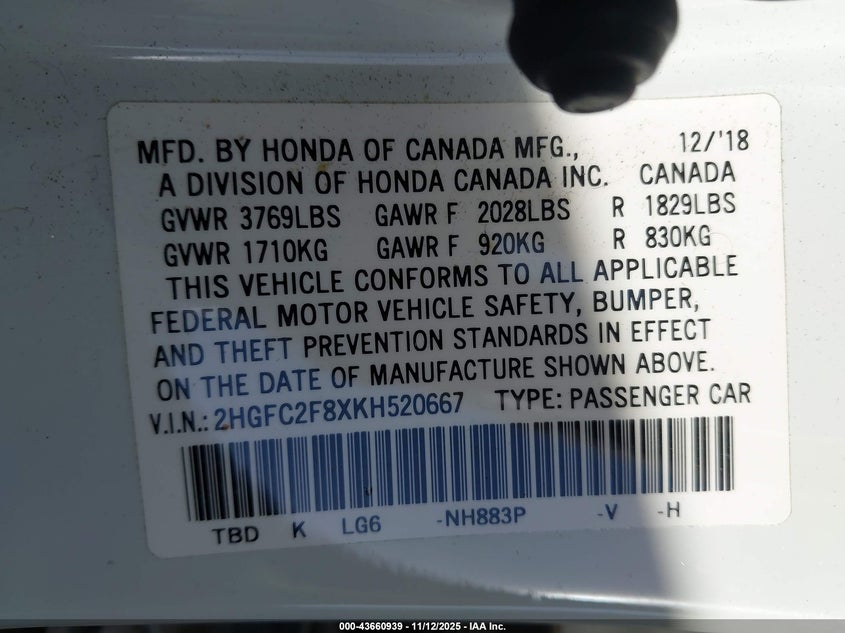 MFD. BY HONDA OF CANADA MFG., 12/'18
A DIVISION OF HONDA CANADA INC. CANADA
GVWR 3769LBS GAWR F 2028LBS R 1829LBS
GVWR 1710KG GAWR F 920KG R 830KG
THIS VEHICLE CONFORMS TO ALL APPLICABLE
FEDERAL MOTOR VEHICLE SAFETY, BUMPER,
AND THEFT PREVENTION STANDARDS IN EFFECT
ON THE DATE OF MANUFACTURE SHOWN ABOVE.
V.I.N.: 2HGFC2F8XKH520667 TYPE: PASSENGER CAR
TBD K LG6 -NH883P -V -H
000-43660939 - 11/12/2025 - IAA Inc.